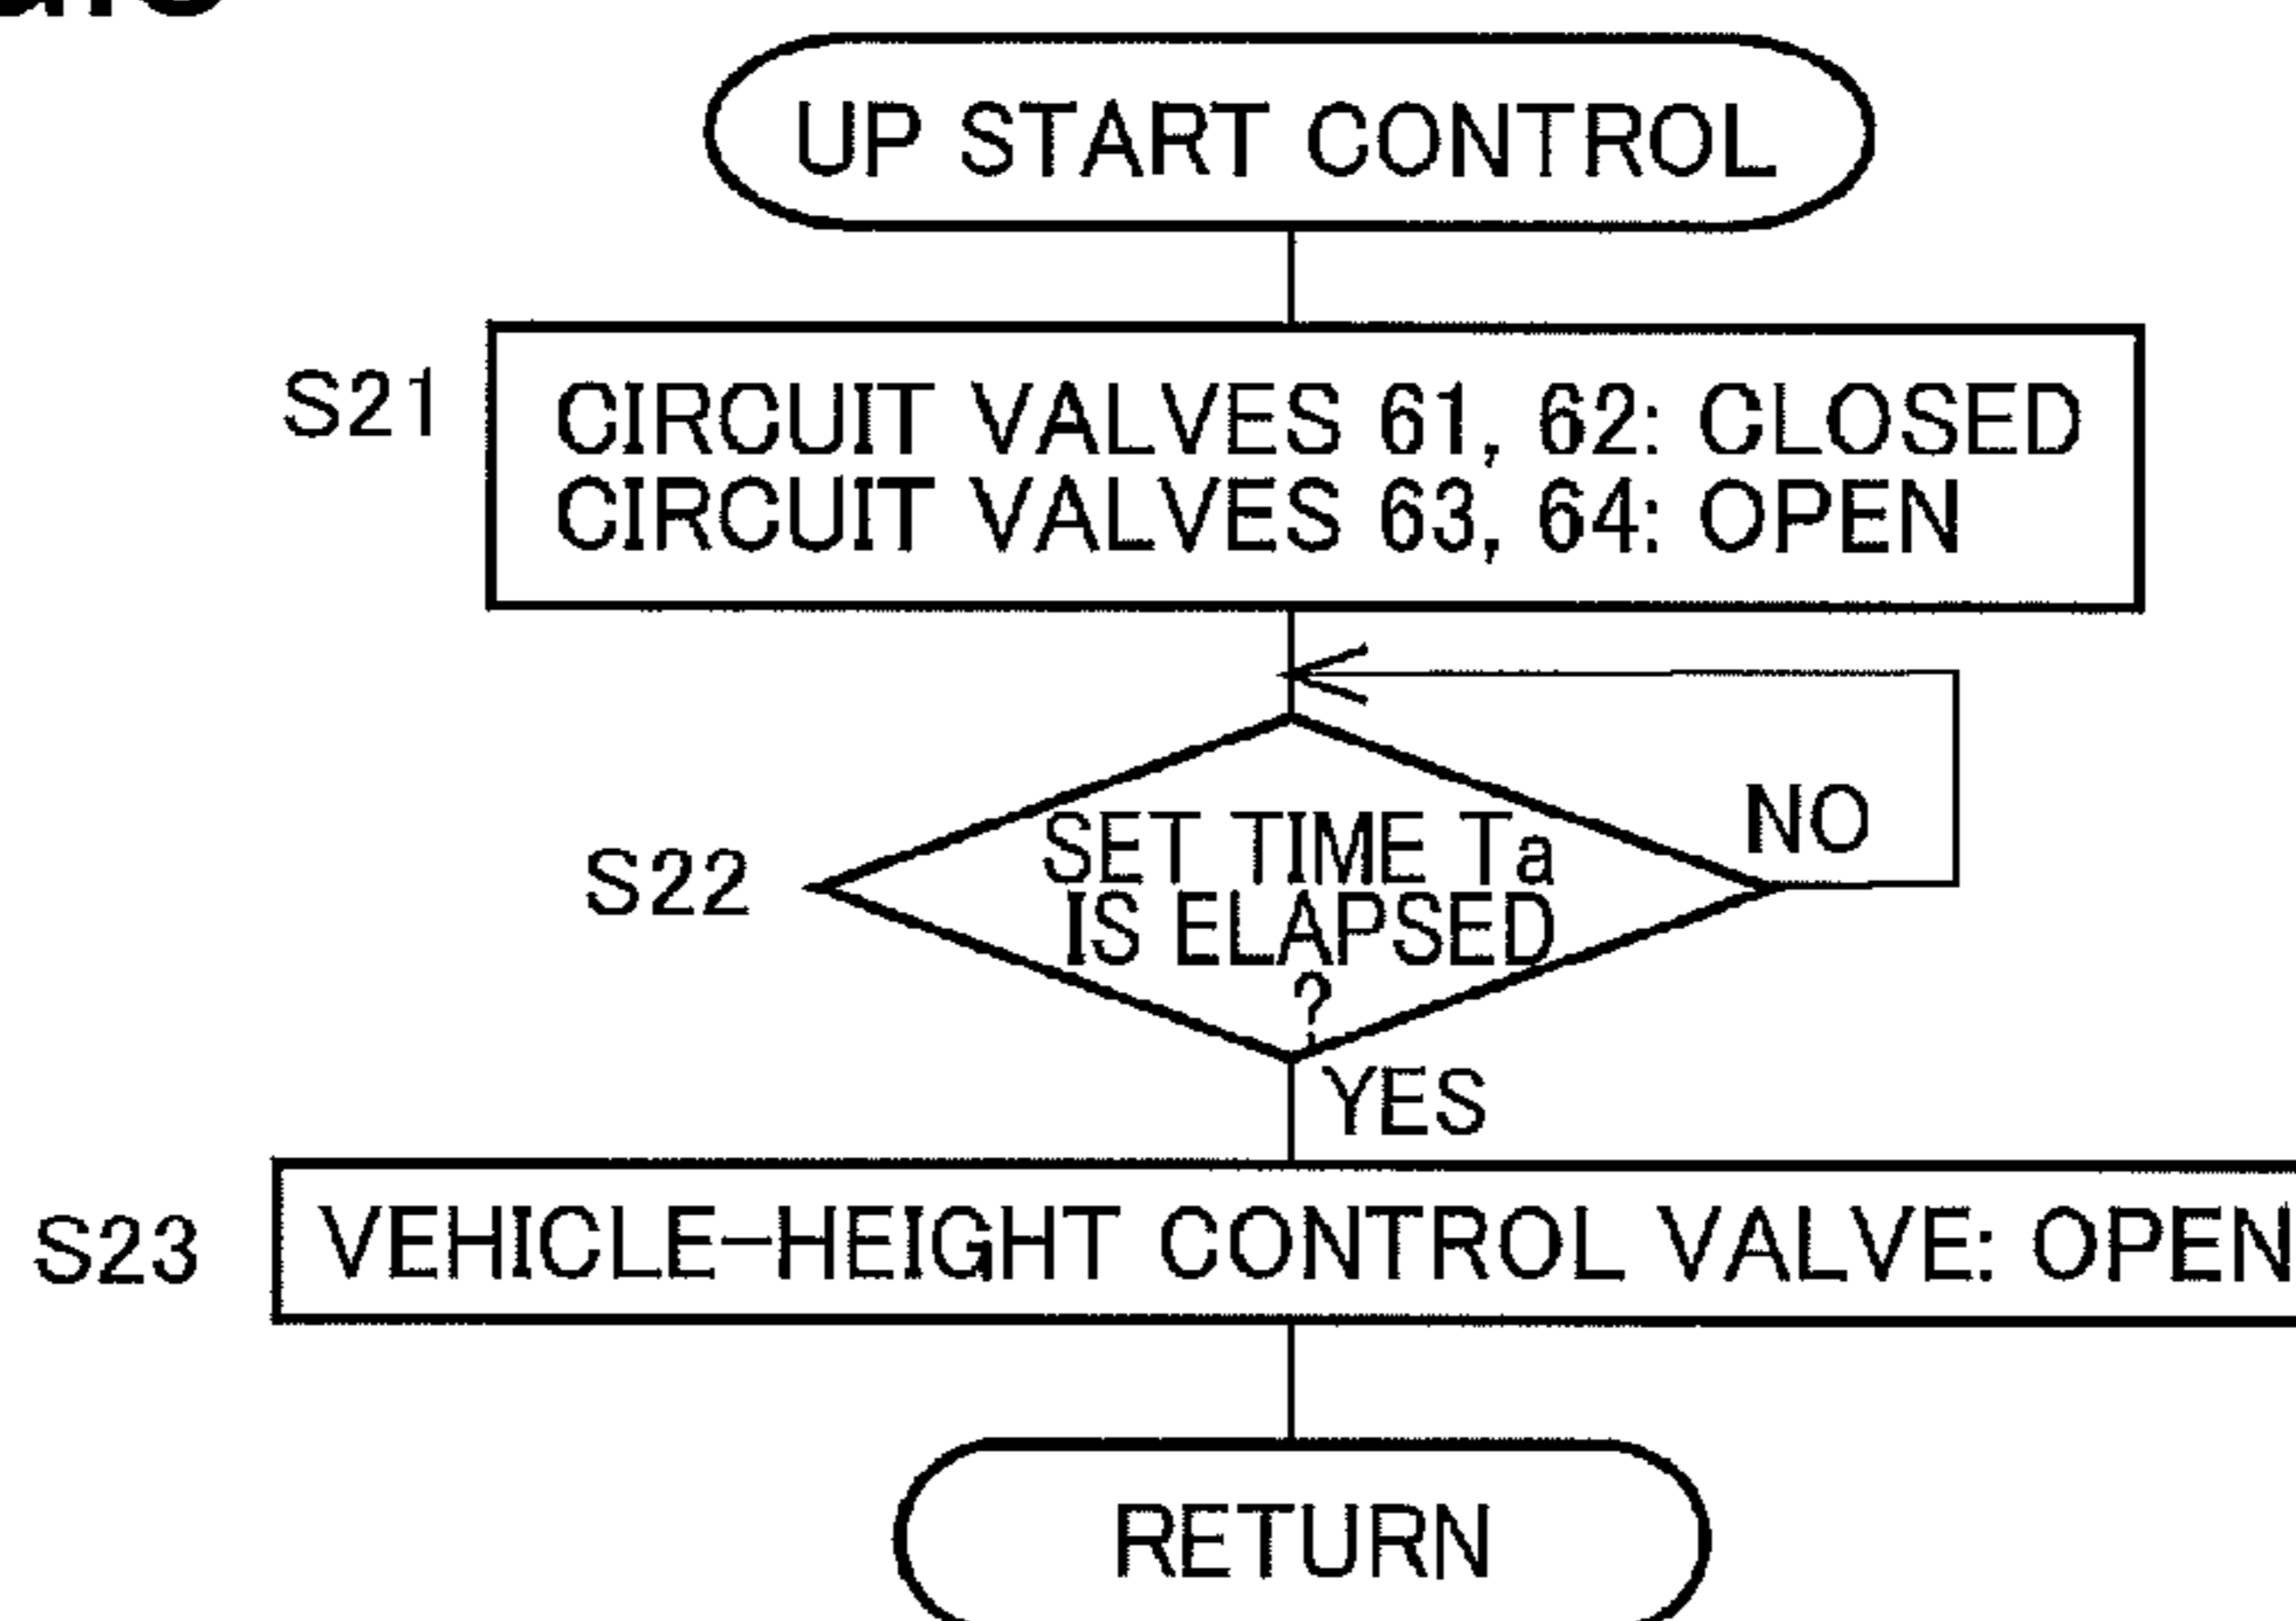 UP START CONTROL
S21
CIRCUIT VALVES 61, 62: CLOSED
CIRCUIT VALVES 63, 64: OPEN
S22
SET TIME Ta
IS ELAPSED
?
NO
YES
S23
VEHICLE-HEIGHT CONTROL VALVE: OPEN
RETURN